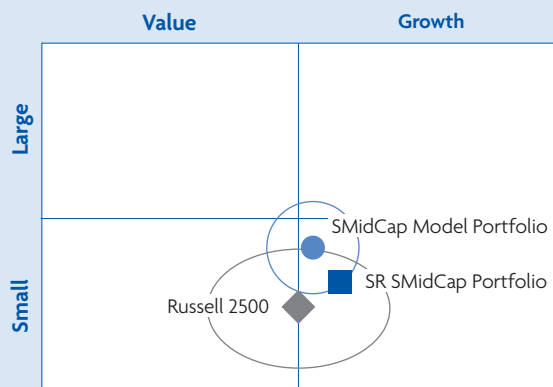 Value
Growth
Large
SMidCap Model Portfolio
SR SMidCap Portfolio
Russell 2500
Small